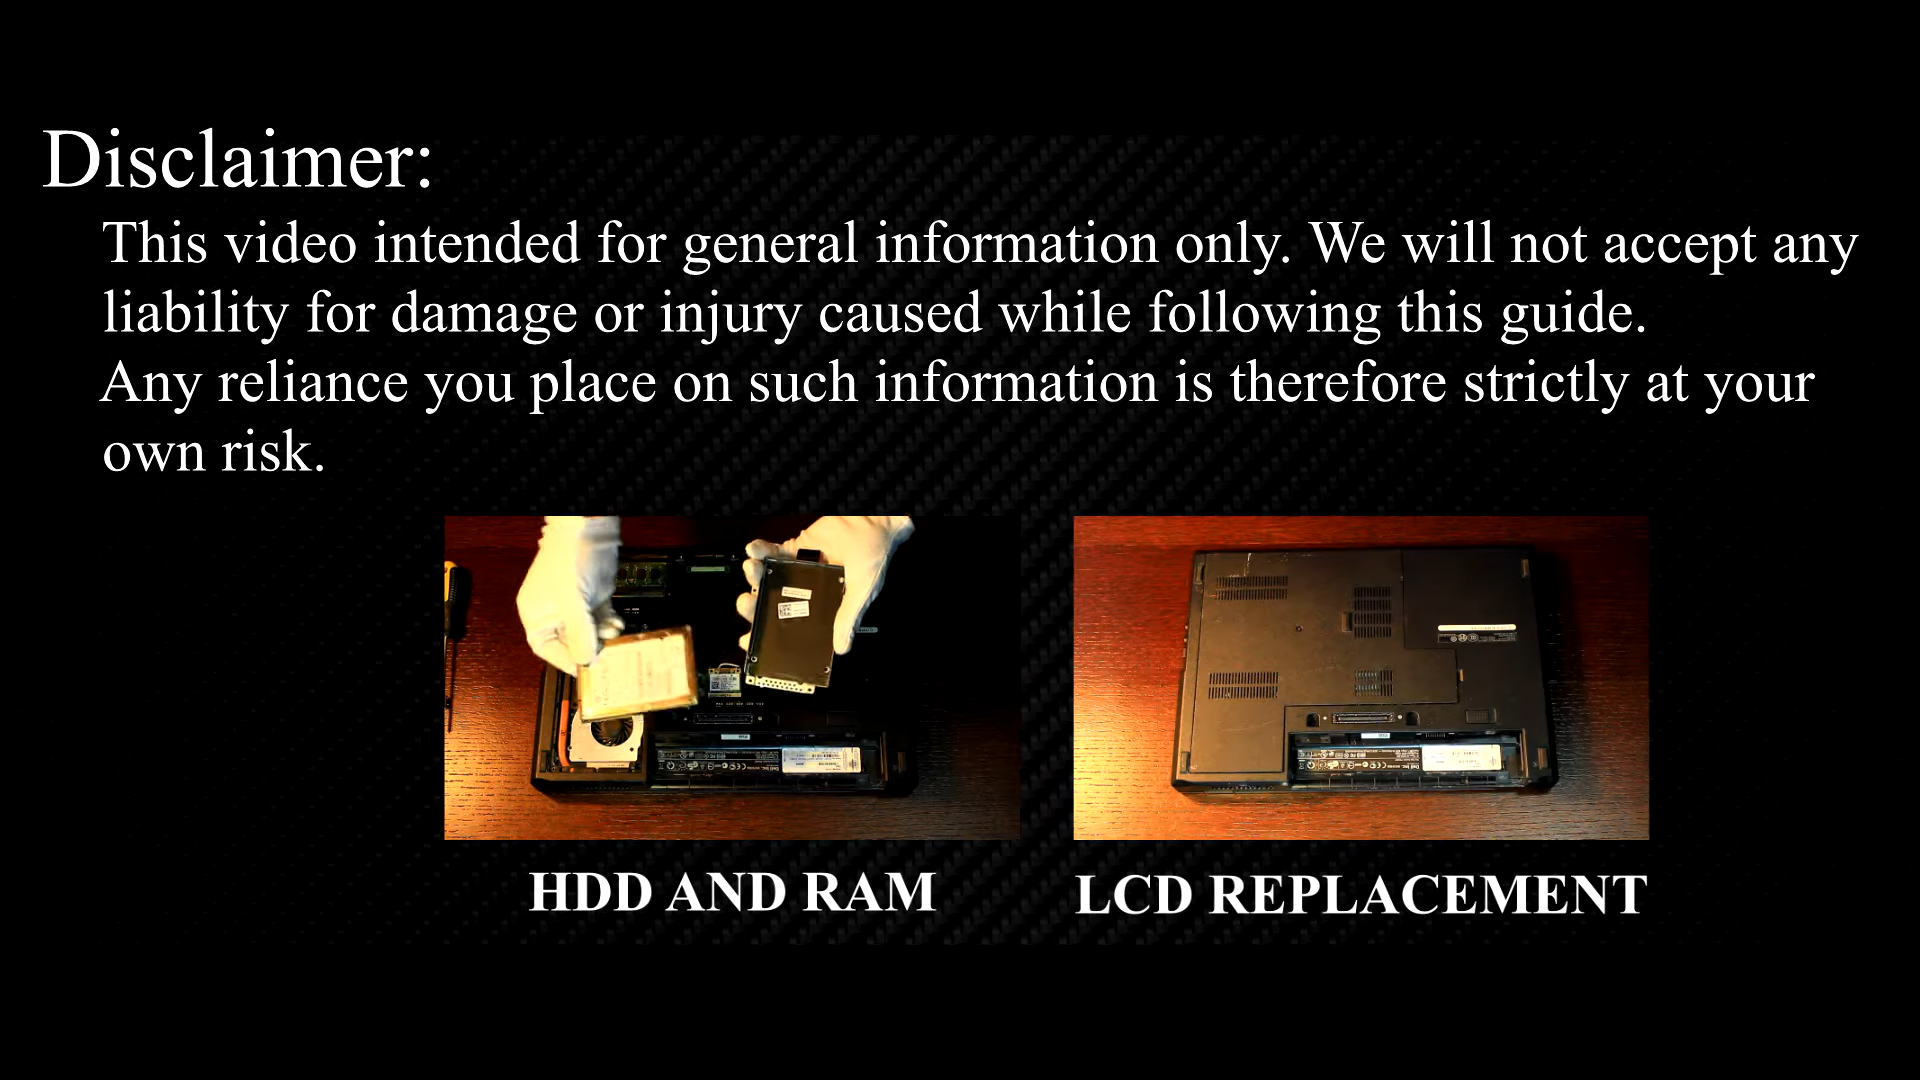 Disclaimer:
This video intended for general information only. We will not accept any
liability for damage or injury caused while following this guide.
Any reliance you place on such information is therefore strictly at your
own risk.
HDD AND RAM
LCD REPLACEMENT